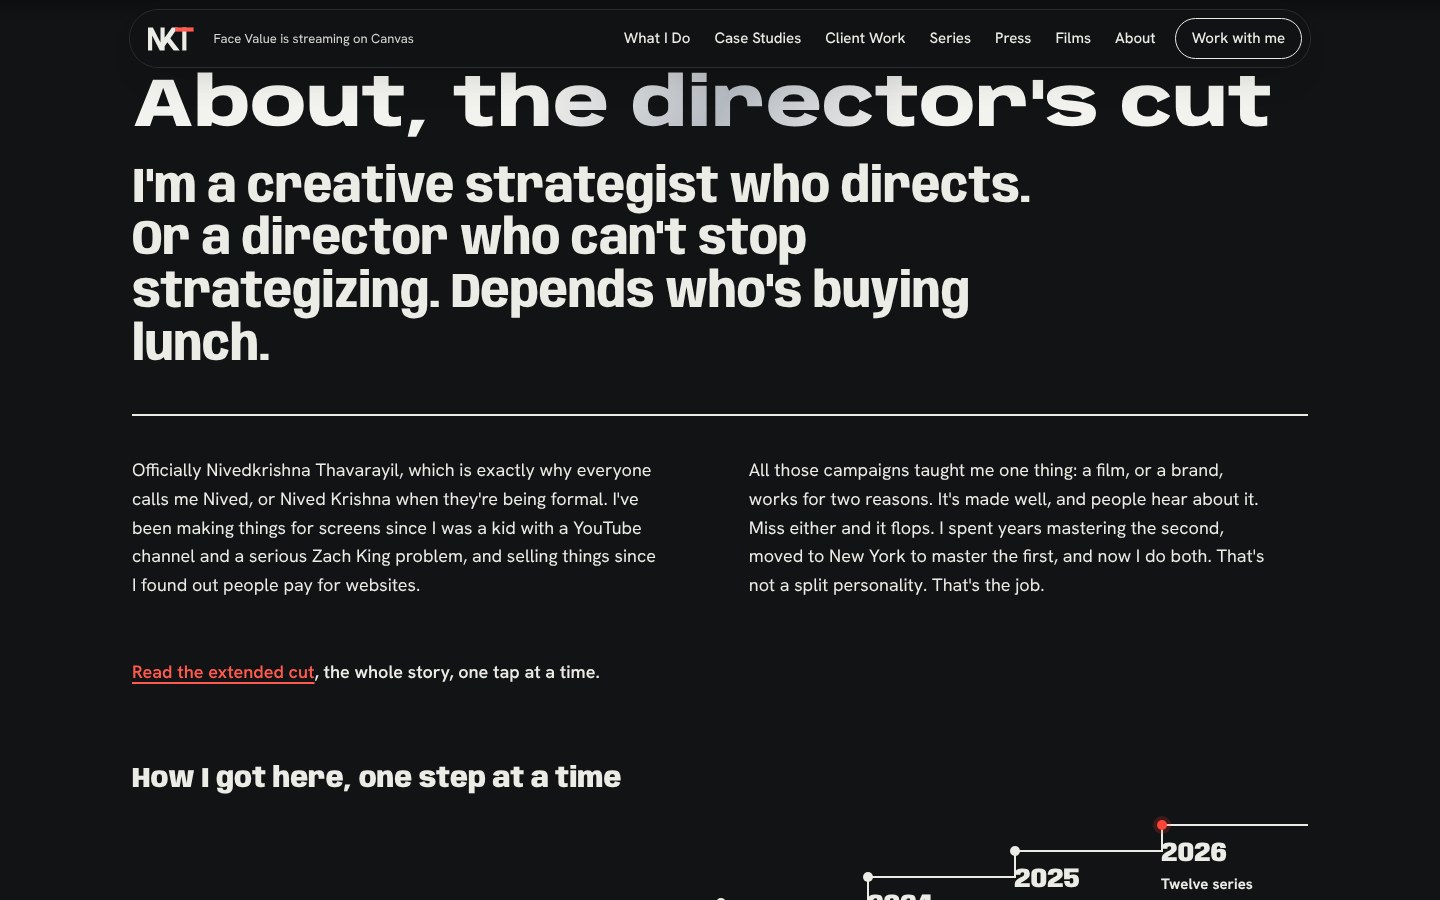 NKT
Face Value is streaming on Canvas
What I Do
Case Studies
Client Work
Series
Press
Films
About
Work with me
About, the director's cut
I'm a creative strategist who directs.
Or a director who can't stop
strategizing. Depends who's buying
lunch.
Officially Nivedkrishna Thavarayil, which is exactly why everyone
calls me Nived, or Nived Krishna when they're being formal. I've
been making things for screens since I was a kid with a YouTube
channel and a serious Zach King problem, and selling things since
I found out people pay for websites.
All those campaigns taught me one thing: a film, or a brand,
works for two reasons. It's made well, and people hear about it.
Miss either and it flops. I spent years mastering the second,
moved to New York to master the first, and now I do both. That's
not a split personality. That's the job.
Read the extended cut, the whole story, one tap at a time.
How I got here, one step at a time
2026
Twelve series
2025